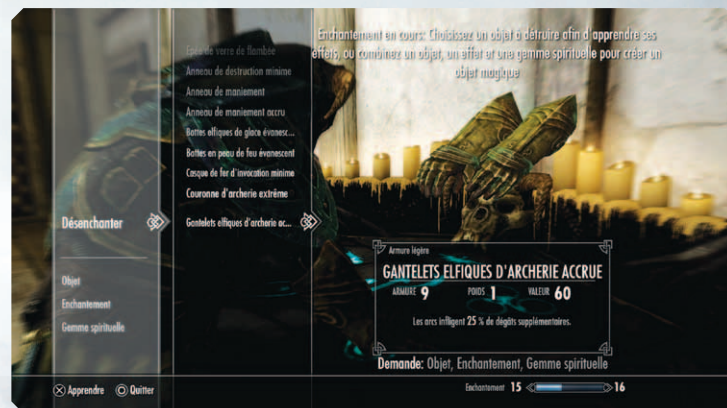 Enchantement en cours: Choisissez un objet à détruire afin d'apprendre ses
effets, ou combinez un objet, un effet et une gemme spirituelle pour créer un
objet magique
Épée de verre de flambée
Anneau de destruction minime
Anneau de maniement
Anneau de maniement accru
Bottes elfiques de glace évanesc...
Bottes en peau de feu évanescent
Casque de fer d'invocation minime
Couronne d'archerie extrême
Gantelets elfiques d'archerie ac...
Désenchanter
Objet
Enchantement
Gemme spirituelle
Armure légère
GANTELETS ELFIQUES D'ARCHERIE ACCRUE
ARMURE 9 POIDS 1 VALEUR 60
Les arcs infligent 25 % de dégâts supplémentaires.
Demande: Objet, Enchantement, Gemme spirituelle
Apprendre Quitter
Enchantement 15 16